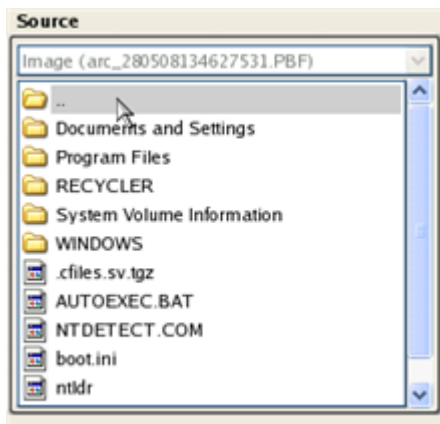 Source
Image (arc_280508134627531.PBF)
..
Documents and Settings
Program Files
RECYCLER
System Volume Information
WINDOWS
.cfiles.sv.tgz
AUTOEXEC.BAT
NTDETECT.COM
boot.ini
ntldr